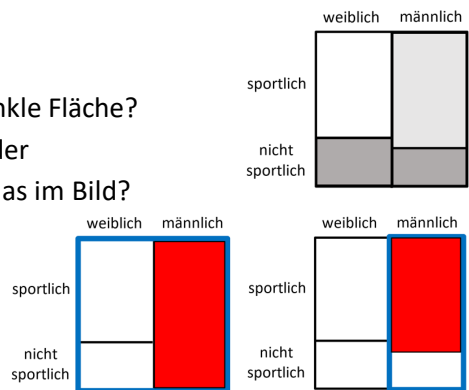 weiblich männlich
sportlich
nicht
sportlich
nkle Fläche?
ler
as im Bild?
weiblich männlich
sportlich
nicht
sportlich
weiblich männlich
sportlich
nicht
sportlich